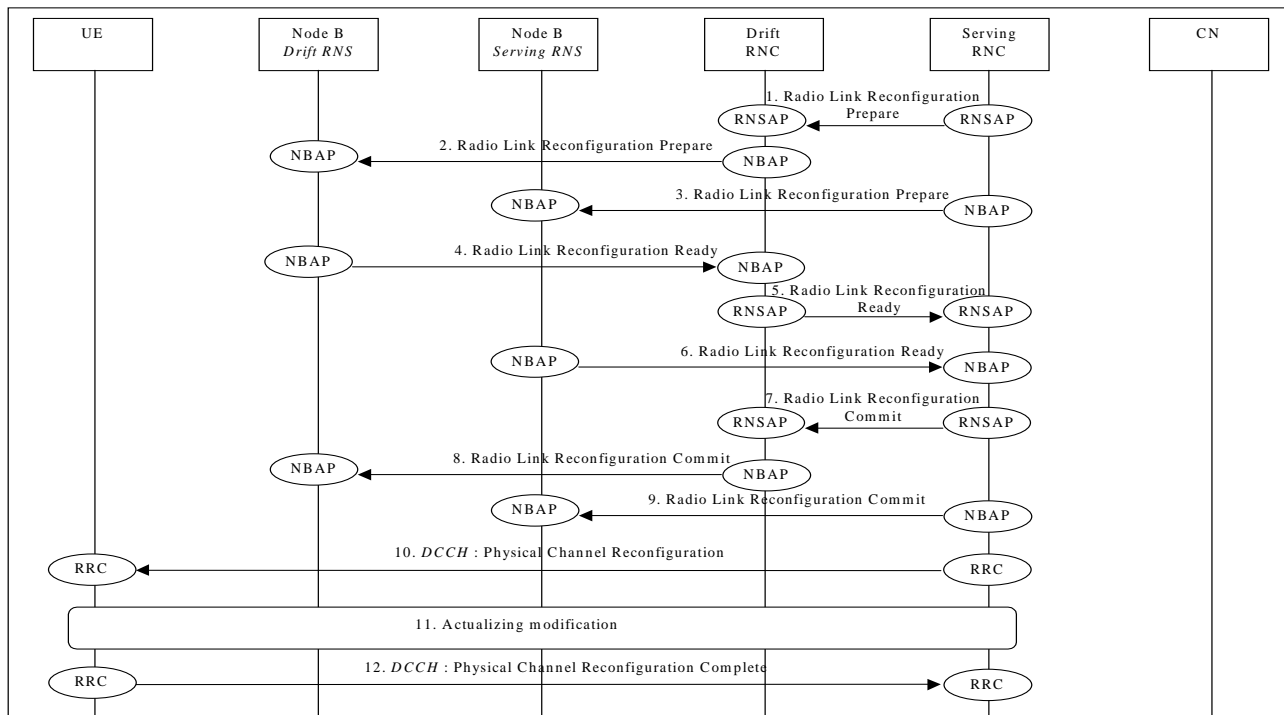 UE
Node B
Drift RNS
Node B
Serving RNS
Drift
RNC
Serving
RNC
CN
1. Radio Link Reconfiguration
Prepare
RNSAP
RNSAP
2. Radio Link Reconfiguration Prepare
NBAP
NBAP
3. Radio Link Reconfiguration Prepare
NBAP
NBAP
4. Radio Link Reconfiguration Ready
NBAP
NBAP
5. Radio Link Reconfiguration
Ready
RNSAP
RNSAP
6. Radio Link Reconfiguration Ready
NBAP
NBAP
7. Radio Link Reconfiguration
Commit
RNSAP
RNSAP
8. Radio Link Reconfiguration Commit
NBAP
NBAP
9. Radio Link Reconfiguration Commit
NBAP
NBAP
10. DCCH : Physical Channel Reconfiguration
RRC
RRC
11. Actualizing modification
12. DCCH : Physical Channel Reconfiguration Complete
RRC
RRC